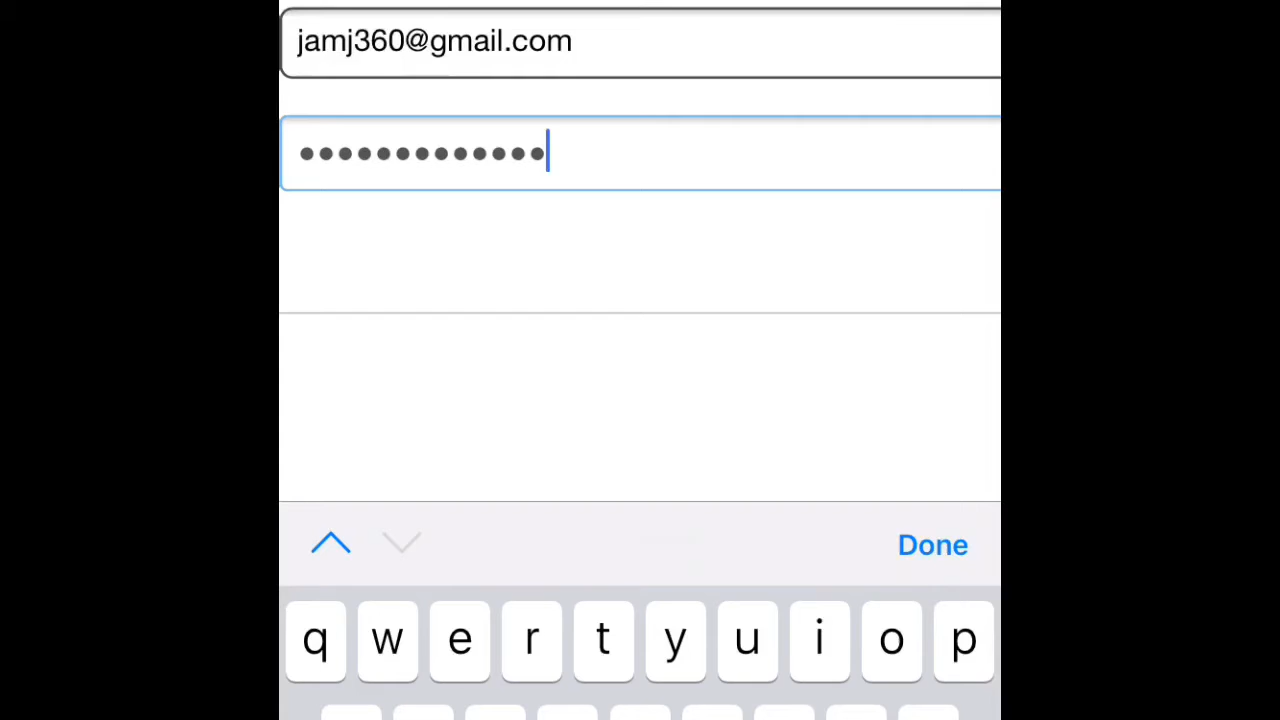 jamj360@gmail.com
•••••••••••••
Done
q w e r t y u i o p